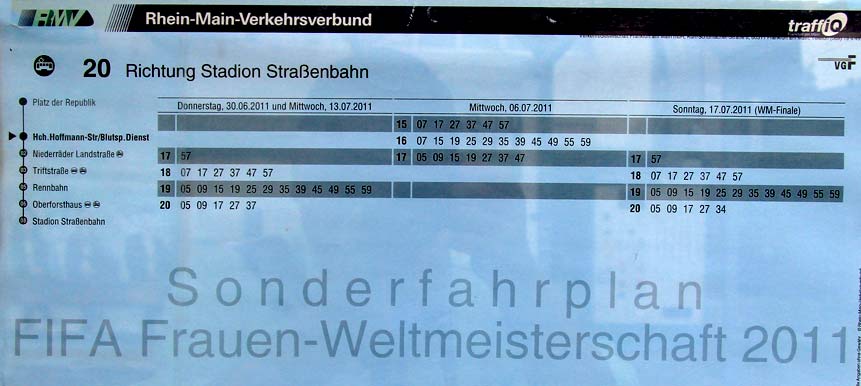 RMV Rhein-Main-Verkehrsverbund traffiQ
VGF
20 Richtung Stadion Straßenbahn
Platz der Republik
Hch.Hoffmann-Str/Blutsp.Dienst
Niederräder Landstraße
Triftstraße
Rennbahn
Oberforsthaus
Stadion Straßenbahn
Donnerstag, 30.06.2011 und Mittwoch, 13.07.2011
17 57
18 07 17 27 37 47 57
19 05 09 15 19 25 29 35 39 45 49 55 59
20 05 09 17 27 37
Mittwoch, 06.07.2011
15 07 17 27 37 47 57
16 07 15 19 25 29 35 39 45 49 55 59
17 05 09 15 19 27 37 47
Sonntag, 17.07.2011 (WM-Finale)
17 57
18 07 17 27 37 47 57
19 05 09 15 19 25 29 35 39 45 49 55 59
20 05 09 17 27 34
Sonderfahrplan
FIFA Frauen-Weltmeisterschaft 2011